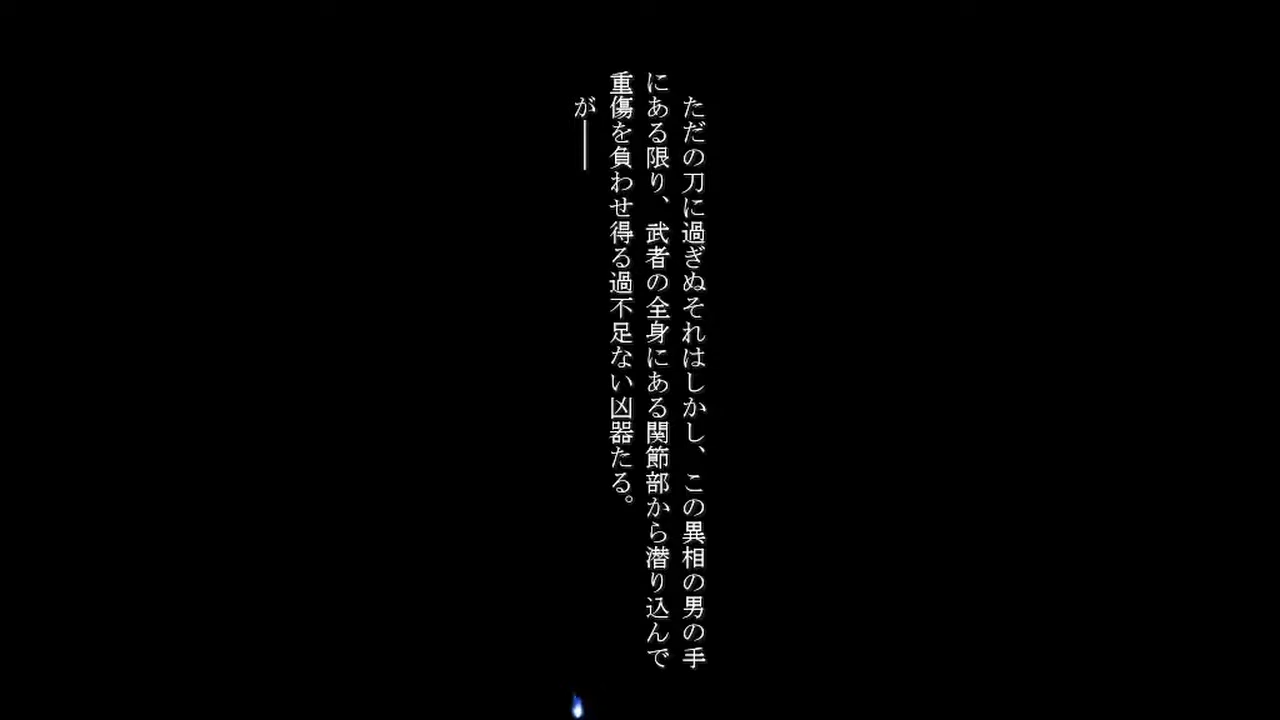 ただの刀に過ぎぬそれはしかし、この異相の男の手
にある限り、武者の全身にある関節部から潜り込んで
重傷を負わせ得る過不足ない凶器たる。
が――